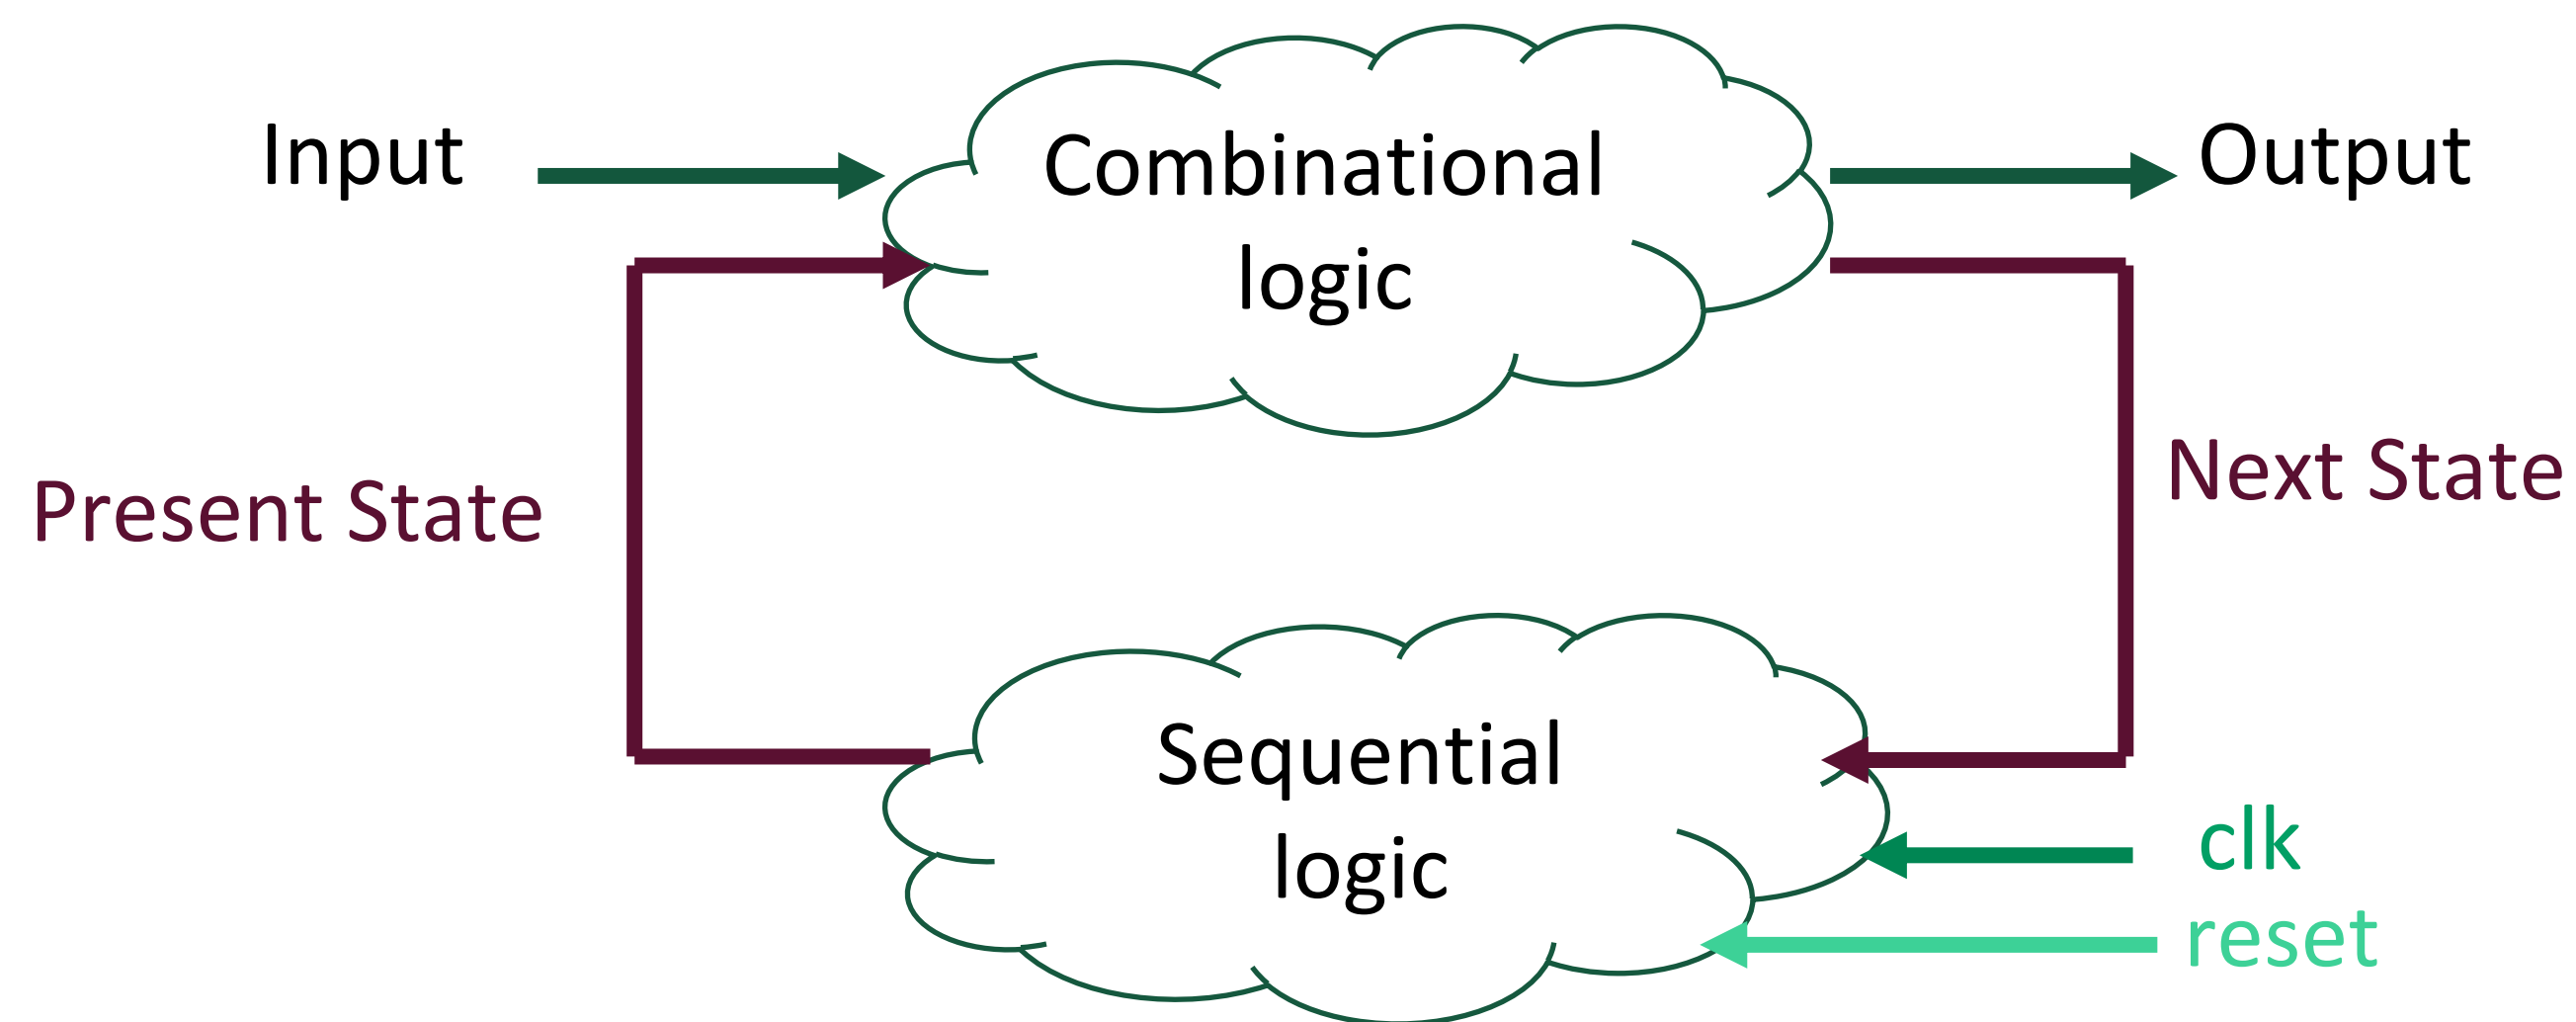 Input
Combinational
logic
Output
Present State
Next State
Sequential
logic
clk
reset